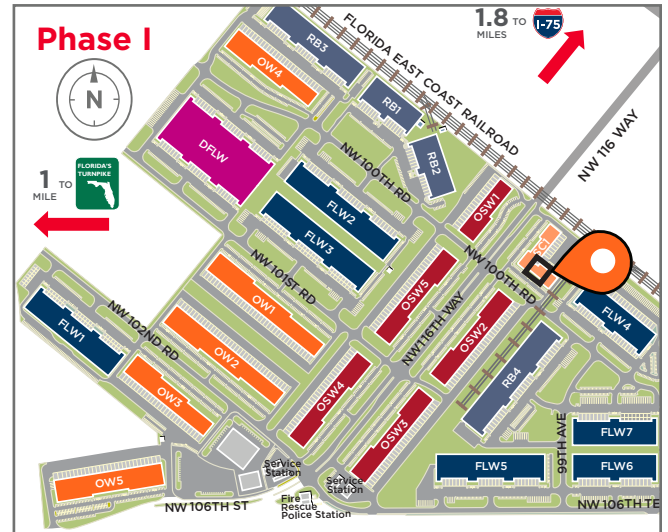 Phase I
N
1.8 TO
MILES
I-75
FLORIDA EAST COAST RAILROAD
NW 116 WAY
RB3
OW4
RB1
RB2
DFLW
NW 100TH RD
FLORIDA'S
TURNPIKE
1 TO
MILE
FLW2
FLW3
OSW1
NW 100TH RD
NW 101ST RD
OW1
OSW5
NW 116TH WAY
OSW2
FLW4
FLW1
NW 102ND RD
OW2
RB4
OW3
OSW4
OSW3
99TH AVE
FLW7
FLW5
FLW6
OW5
Service
Station
Service
Station
NW 106TH ST
Fire
Rescue
Police Station
NW 106TH TE